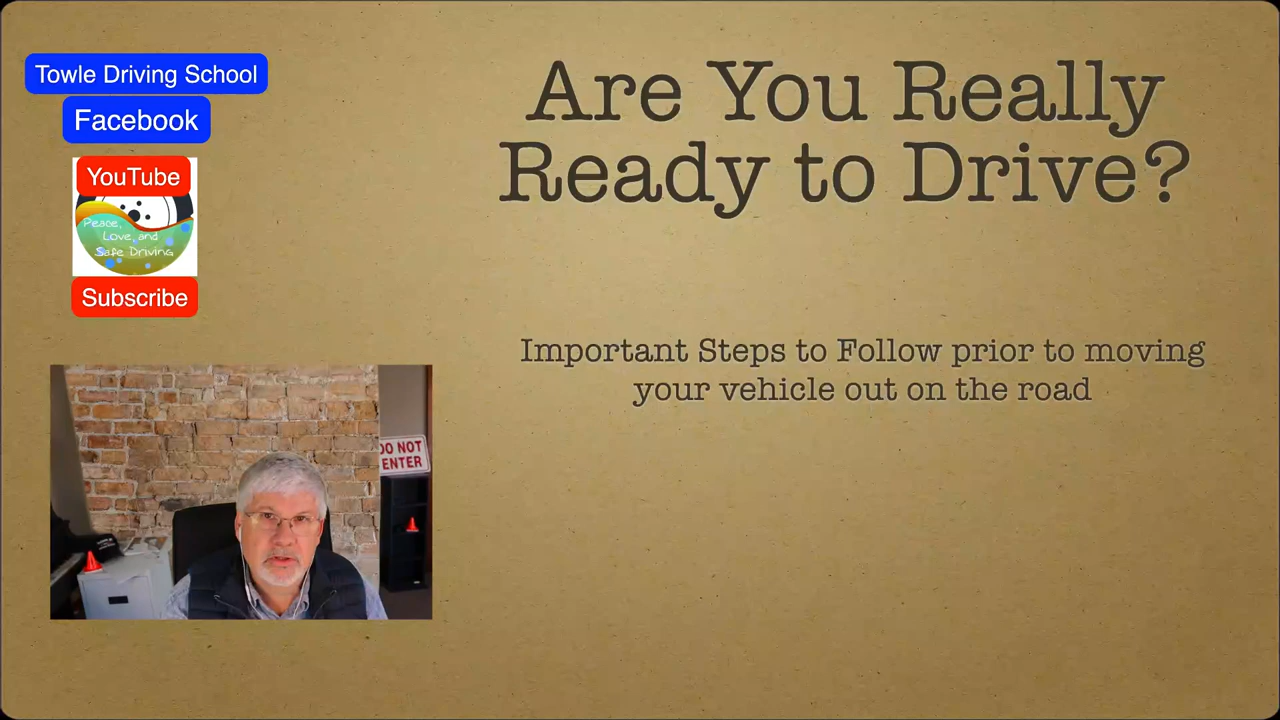 Towle Driving School
Facebook
YouTube
Peace,
Love, and
Safe Driving
Subscribe
Are You Really
Ready to Drive?
Important Steps to Follow prior to moving
your vehicle out on the road
DO NOT
ENTER